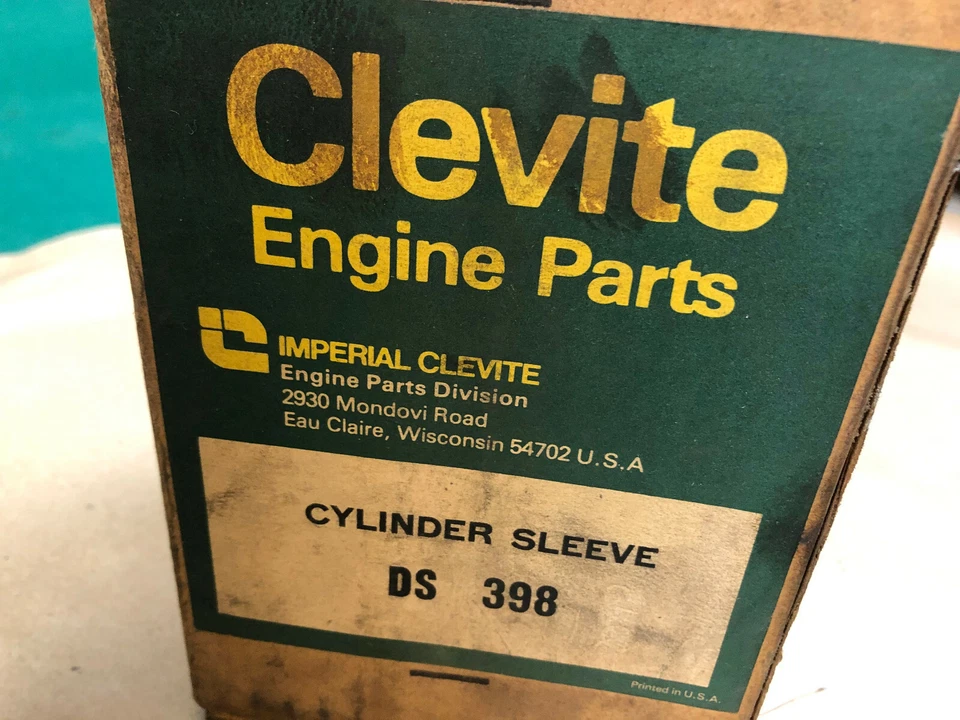 Clevite
Engine Parts
IMPERIAL CLEVITE
Engine Parts Division
2930 Mondovi Road
Eau Claire, Wisconsin 54702 U.S.A
CYLINDER SLEEVE
DS 398
Printed in U.S.A.